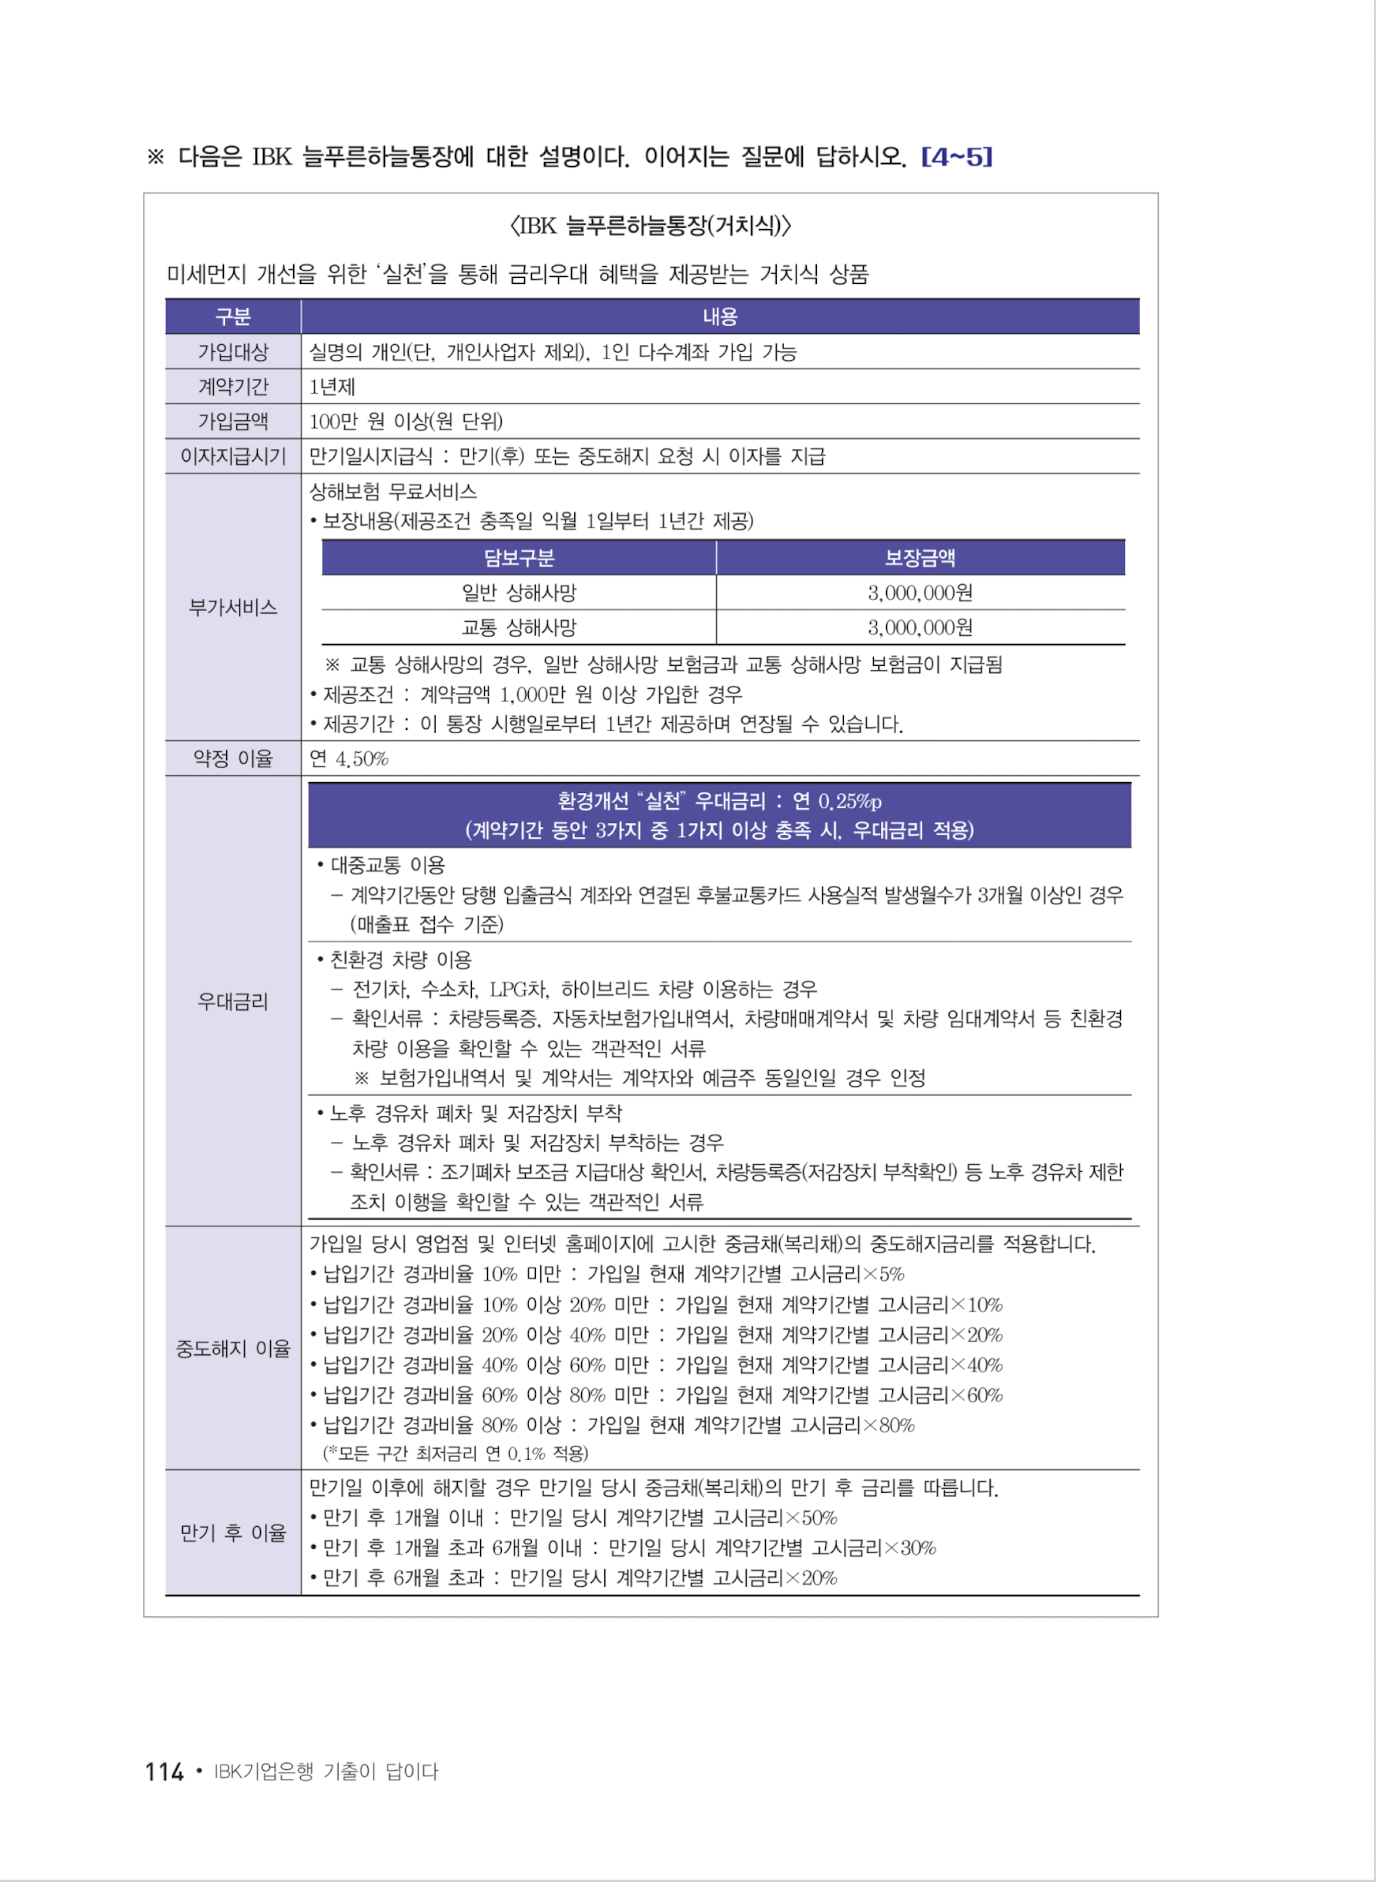 ※ 다음은 IBK 늘푸른하늘통장에 대한 설명이다. 이어지는 질문에 답하시오. [4~5]
〈IBK 늘푸른하늘통장(거치식)〉
미세먼지 개선을 위한 ‘실천’을 통해 금리우대 혜택을 제공받는 거치식 상품
구분 내용
가입대상 실명의 개인(단, 개인사업자 제외), 1인 다수계좌 가입 가능
계약기간 1년제
가입금액 100만 원 이상(원 단위)
이자지급시기 만기일시지급식 : 만기(후) 또는 중도해지 요청 시 이자를 지급
부가서비스
상해보험 무료서비스
• 보장내용(제공조건 충족일 익월 1일부터 1년간 제공)
담보구분 보장금액
일반 상해사망 3,000,000원
교통 상해사망 3,000,000원
※ 교통 상해사망의 경우, 일반 상해사망 보험금과 교통 상해사망 보험금이 지급됨
• 제공조건 : 계약금액 1,000만 원 이상 가입한 경우
• 제공기간 : 이 통장 시행일로부터 1년간 제공하며 연장될 수 있습니다.
약정 이율 연 4.50%
우대금리
환경개선 “실천” 우대금리 : 연 0.25%p
(계약기간 동안 3가지 중 1가지 이상 충족 시, 우대금리 적용)
• 대중교통 이용
－ 계약기간동안 당행 입출금식 계좌와 연결된 후불교통카드 사용실적 발생월수가 3개월 이상인 경우
(매출표 접수 기준)
• 친환경 차량 이용
－ 전기차, 수소차, LPG차, 하이브리드 차량 이용하는 경우
－ 확인서류 : 차량등록증, 자동차보험가입내역서, 차량매매계약서 및 차량 임대계약서 등 친환경
차량 이용을 확인할 수 있는 객관적인 서류
※ 보험가입내역서 및 계약서는 계약자와 예금주 동일인일 경우 인정
• 노후 경유차 폐차 및 저감장치 부착
－ 노후 경유차 폐차 및 저감장치 부착하는 경우
－ 확인서류 : 조기폐차 보조금 지급대상 확인서, 차량등록증(저감장치 부착확인) 등 노후 경유차 제한
조치 이행을 확인할 수 있는 객관적인 서류
중도해지 이율
가입일 당시 영업점 및 인터넷 홈페이지에 고시한 중금채(복리채)의 중도해지금리를 적용합니다.
• 납입기간 경과비율 10% 미만 : 가입일 현재 계약기간별 고시금리×5%
• 납입기간 경과비율 10% 이상 20% 미만 : 가입일 현재 계약기간별 고시금리×10%
• 납입기간 경과비율 20% 이상 40% 미만 : 가입일 현재 계약기간별 고시금리×20%
• 납입기간 경과비율 40% 이상 60% 미만 : 가입일 현재 계약기간별 고시금리×40%
• 납입기간 경과비율 60% 이상 80% 미만 : 가입일 현재 계약기간별 고시금리×60%
• 납입기간 경과비율 80% 이상 : 가입일 현재 계약기간별 고시금리×80%
(*모든 구간 최저금리 연 0.1% 적용)
만기 후 이율
만기일 이후에 해지할 경우 만기일 당시 중금채(복리채)의 만기 후 금리를 따릅니다.
• 만기 후 1개월 이내 : 만기일 당시 계약기간별 고시금리×50%
• 만기 후 1개월 초과 6개월 이내 : 만기일 당시 계약기간별 고시금리×30%
• 만기 후 6개월 초과 : 만기일 당시 계약기간별 고시금리×20%
114 • IBK기업은행 기출이 답이다